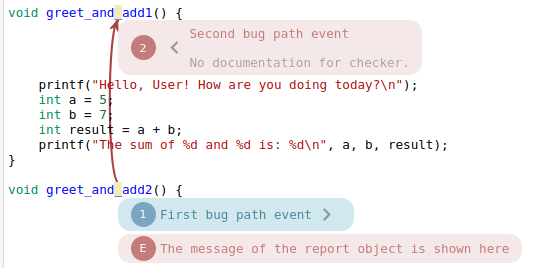 void greet_and_add1() {
2 < Second bug path event
No documentation for checker.
    printf("Hello, User! How are you doing today?\n");
    int a = 5;
    int b = 7;
    int result = a + b;
    printf("The sum of %d and %d is: %d\n", a, b, result);
}
void greet_and_add2() {
1 First bug path event >
E The message of the report object is shown here